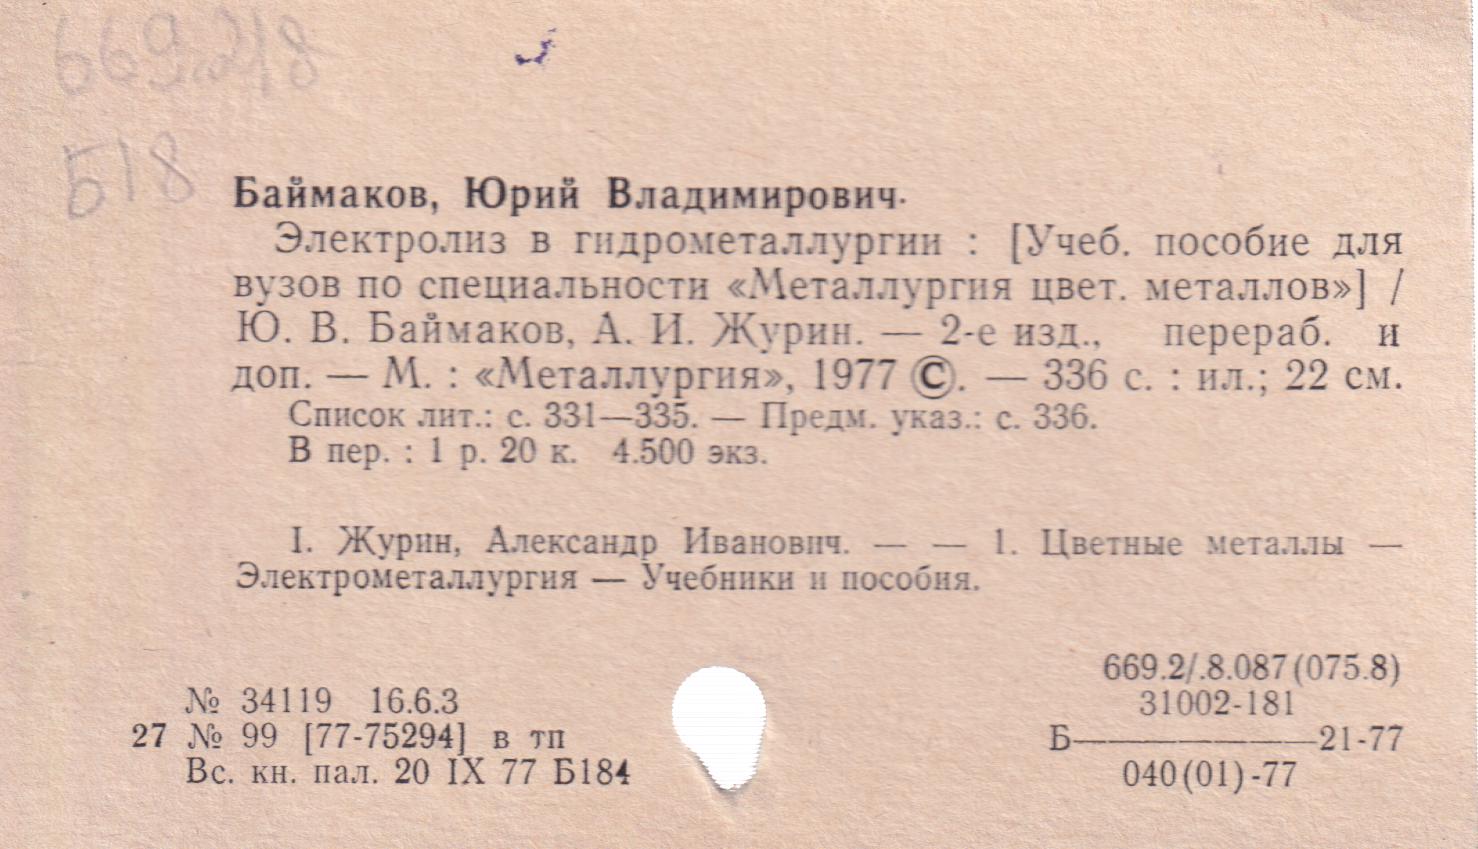 669.2/.8
Б18
Баймаков, Юрий Владимирович.
Электролиз в гидрометаллургии : [Учеб. пособие для
вузов по специальности «Металлургия цвет. металлов»] /
Ю. В. Баймаков, А. И. Журин. — 2-е изд., перераб. и
доп. — М. : «Металлургия», 1977 ©. — 336 с. : ил.; 22 см.
Список лит.: с. 331—335. — Предм. указ.: с. 336.
В пер. : 1 р. 20 к. 4.500 экз.
I. Журин, Александр Иванович. — — 1. Цветные металлы —
Электрометаллургия — Учебники и пособия.
669.2/.8.087(075.8)
№ 34119 16.6.3
31002-181
27 № 99 [77-75294] в тп
Б—————21-77
Вс. кн. пал. 20 IX 77 Б184
040(01)-77